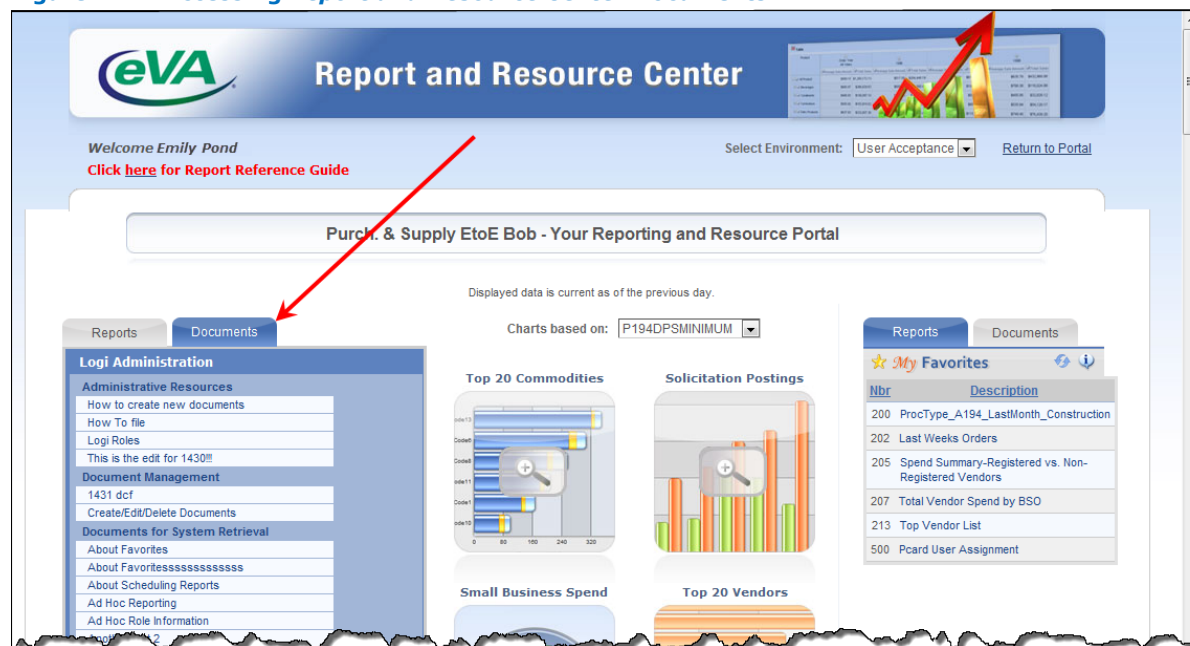 eVA
Report and Resource Center
Welcome Emily Pond
Click here for Report Reference Guide
Select Environment: User Acceptance
Return to Portal
Purch. & Supply EtoE Bob - Your Reporting and Resource Portal
Displayed data is current as of the previous day.
Reports
Documents
Logi Administration
Administrative Resources
How to create new documents
How To file
Logi Roles
This is the edit for 1430!!!
Document Management
1431 dcf
Create/Edit/Delete Documents
Documents for System Retrieval
About Favorites
About Favoritesssssssssssss
About Scheduling Reports
Ad Hoc Reporting
Ad Hoc Role Information
Charts based on: P194DPSMINIMUM
Top 20 Commodities
Solicitation Postings
0 80 160 240 320
Small Business Spend
Top 20 Vendors
Reports
Documents
My Favorites
Nbr Description
200 ProcType_A194_LastMonth_Construction
202 Last Weeks Orders
205 Spend Summary-Registered vs. Non-
Registered Vendors
207 Total Vendor Spend by BSO
213 Top Vendor List
500 Pcard User Assignment